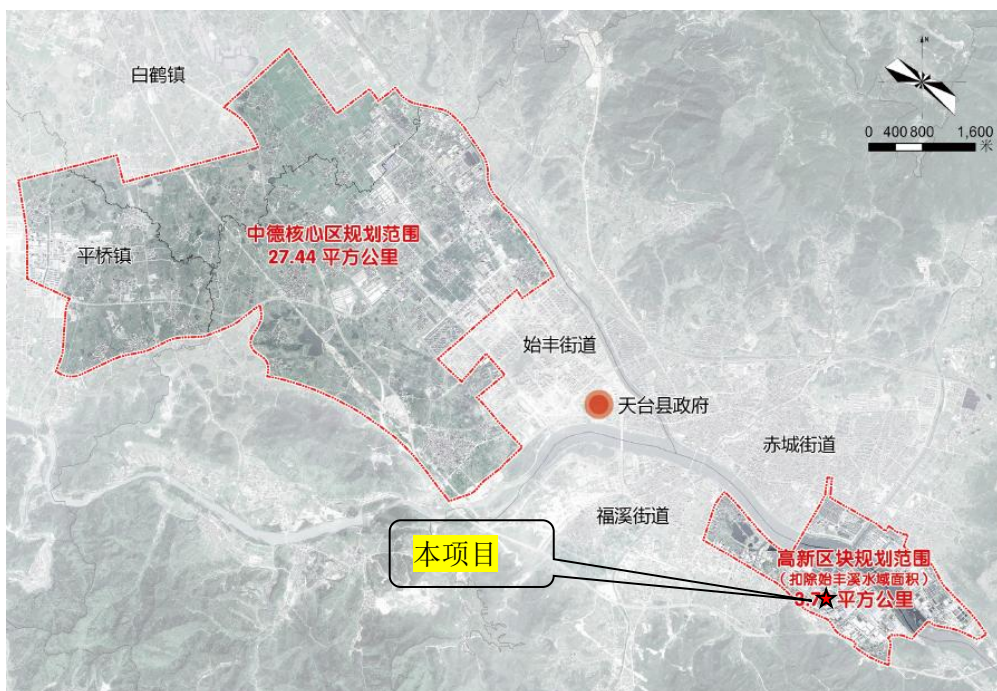 白鹤镇
N
0 400 800 1,600
米
中德核心区规划范围
27.44 平方公里
平桥镇
始丰街道
天台县政府
赤城街道
福溪街道
本项目
高新区块规划范围
(扣除始丰溪水域面积)
平方公里